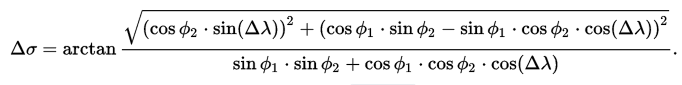 Δσ = arctan √((cos ϕ₂ · sin(Δλ))² + (cos ϕ₁ · sin ϕ₂ − sin ϕ₁ · cos ϕ₂ · cos(Δλ))²) / (sin ϕ₁ · sin ϕ₂ + cos ϕ₁ · cos ϕ₂ · cos(Δλ)).